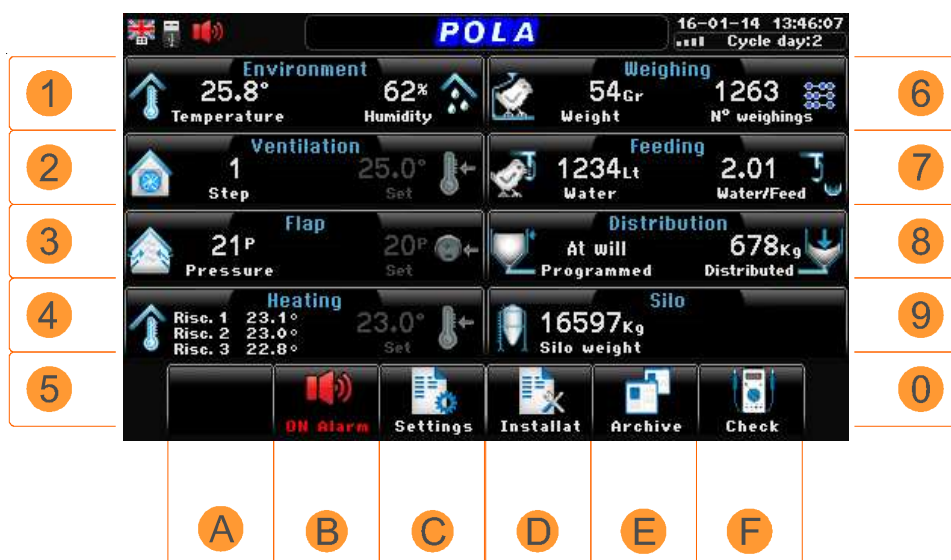 POLA
16-01-14 13:46:07
Cycle day:2
1
Environment
25.8°
62%
Temperature
Humidity
Weighing
54Gr
1263
Weight
N° weighings
6
2
Ventilation
1
25.0°
Step
Set
Feeding
1234Lt
2.01
Water
Water/Feed
7
3
Flap
21P
20P
Pressure
Set
Distribution
At will
678Kg
Programmed
Distributed
8
4
Heating
Risc. 1 23.1°
Risc. 2 23.0°
Risc. 3 22.8°
23.0°
Set
Silo
16597Kg
Silo weight
9
5
ON Alarm
Settings
Installat
Archive
Check
0
A
B
C
D
E
F